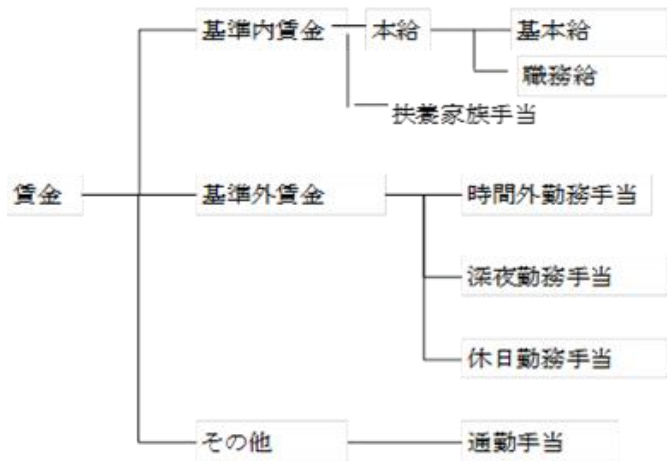 基準内賃金 本給 基本給
職務給
扶養家族手当
賃金 基準外賃金 時間外勤務手当
深夜勤務手当
休日勤務手当
その他 通勤手当